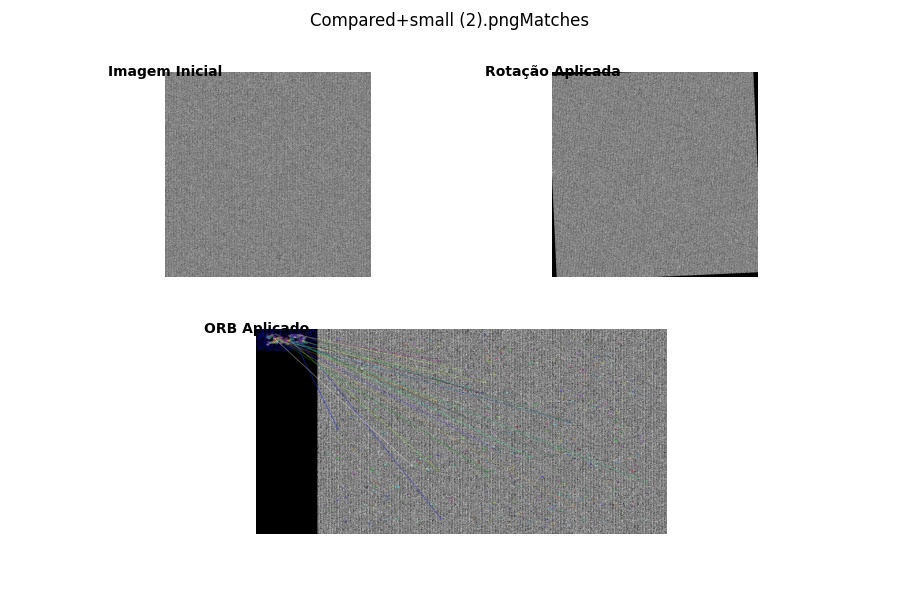 Compared+small (2).pngMatches
Imagem Inicial
Rotação Aplicada
ORB Aplicado